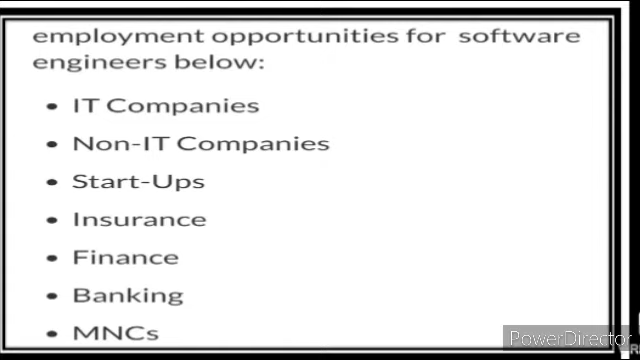 employment opportunities for software
engineers below:
• IT Companies
• Non-IT Companies
• Start-Ups
• Insurance
• Finance
• Banking
• MNCs
PowerDirector